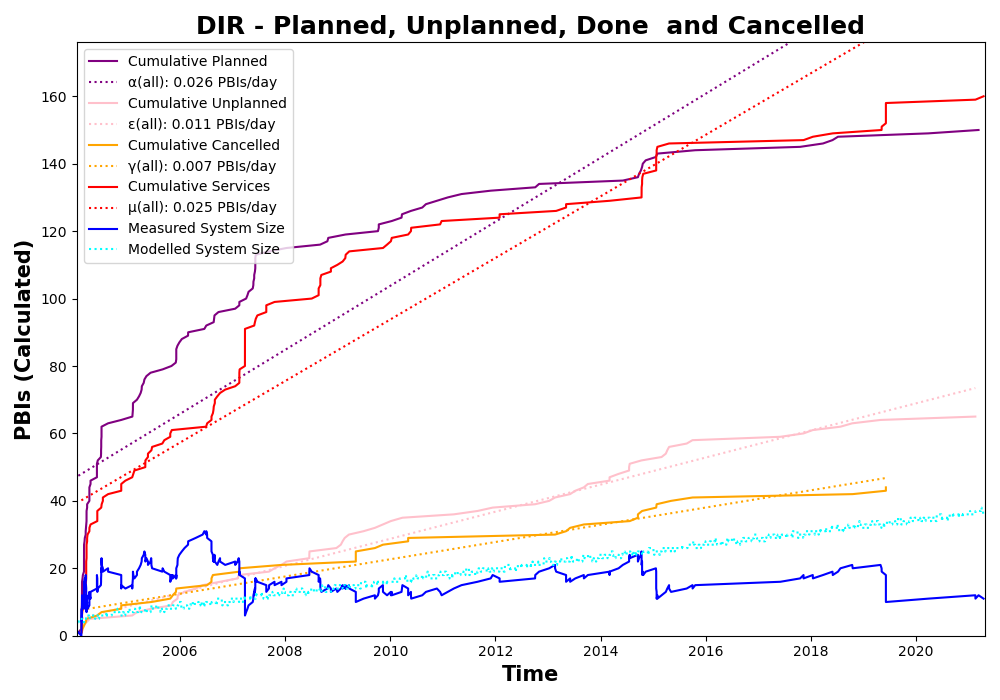 DIR - Planned, Unplanned, Done  and Cancelled
Cumulative Planned
α(all): 0.026 PBIs/day
Cumulative Unplanned
ε(all): 0.011 PBIs/day
Cumulative Cancelled
γ(all): 0.007 PBIs/day
Cumulative Services
μ(all): 0.025 PBIs/day
Measured System Size
Modelled System Size
PBIs (Calculated)
160
140
120
100
80
60
40
20
0
2006 2008 2010 2012 2014 2016 2018 2020
Time